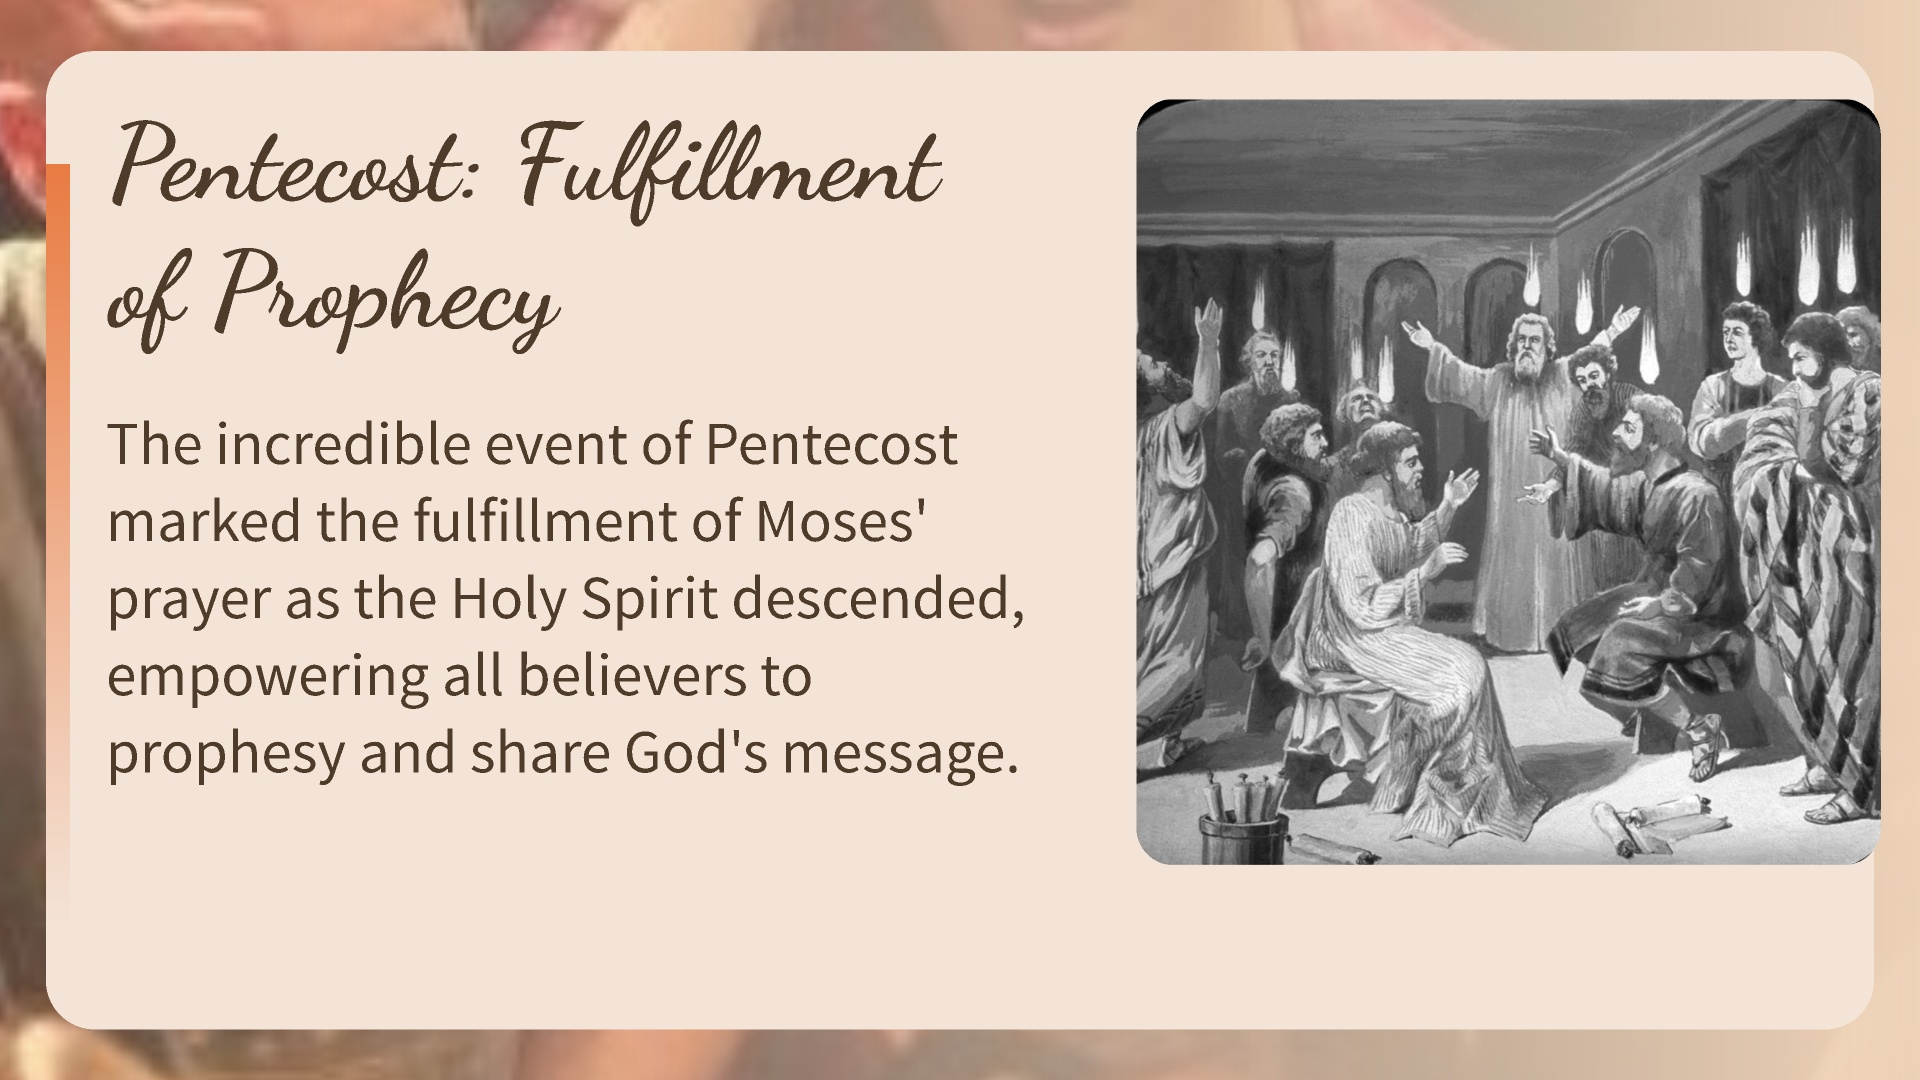 Pentecost: Fulfillment
of Prophecy
The incredible event of Pentecost
marked the fulfillment of Moses'
prayer as the Holy Spirit descended,
empowering all believers to
prophesy and share God's message.